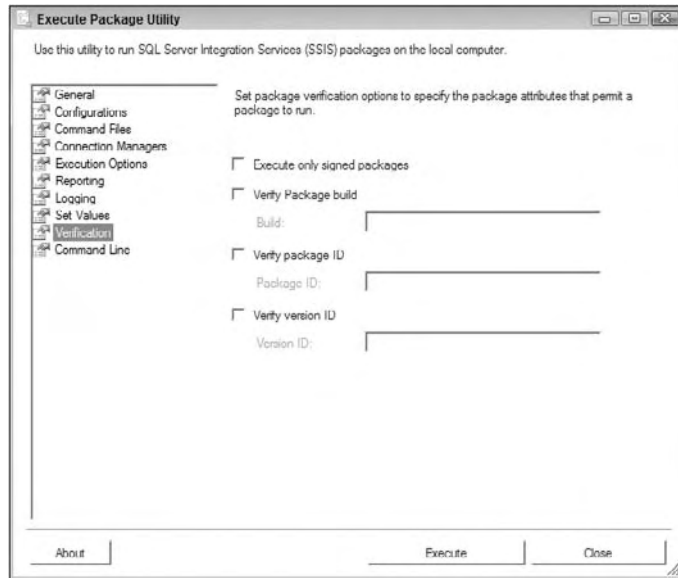 Execute Package Utility
Use this utility to run SQL Server Integration Services (SSIS) packages on the local computer.
General
Configurations
Command Files
Connection Managers
Execution Options
Reporting
Logging
Set Values
Verification
Command Line
Set package verification options to specify the package attributes that permit a
package to run.
Execute only signed packages
Verify Package build
Build:
Verify package ID
Package ID:
Verify version ID
Version ID:
About
Execute
Close